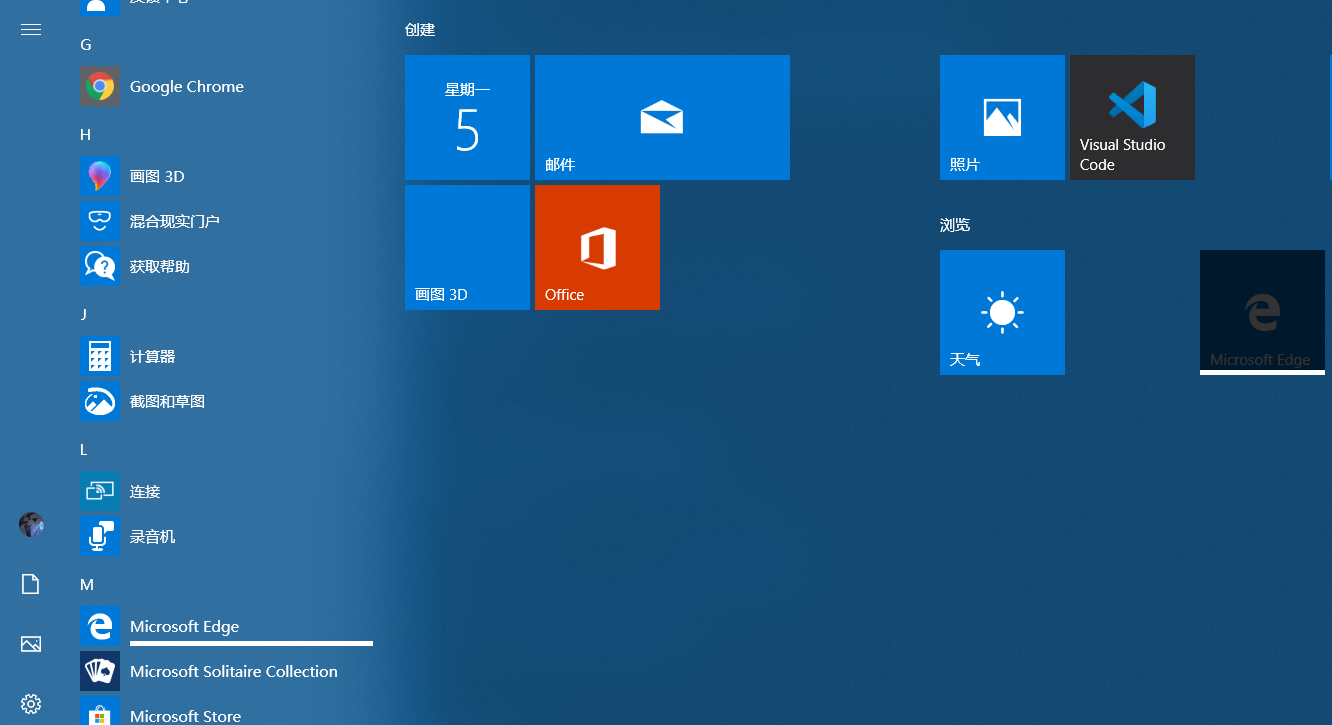 G
Google Chrome
H
画图 3D
混合现实门户
获取帮助
J
计算器
截图和草图
L
连接
录音机
M
Microsoft Edge
Microsoft Solitaire Collection
Microsoft Store
创建
星期一
5
邮件
画图 3D
Office
照片
Visual Studio
Code
浏览
天气
Microsoft Edge